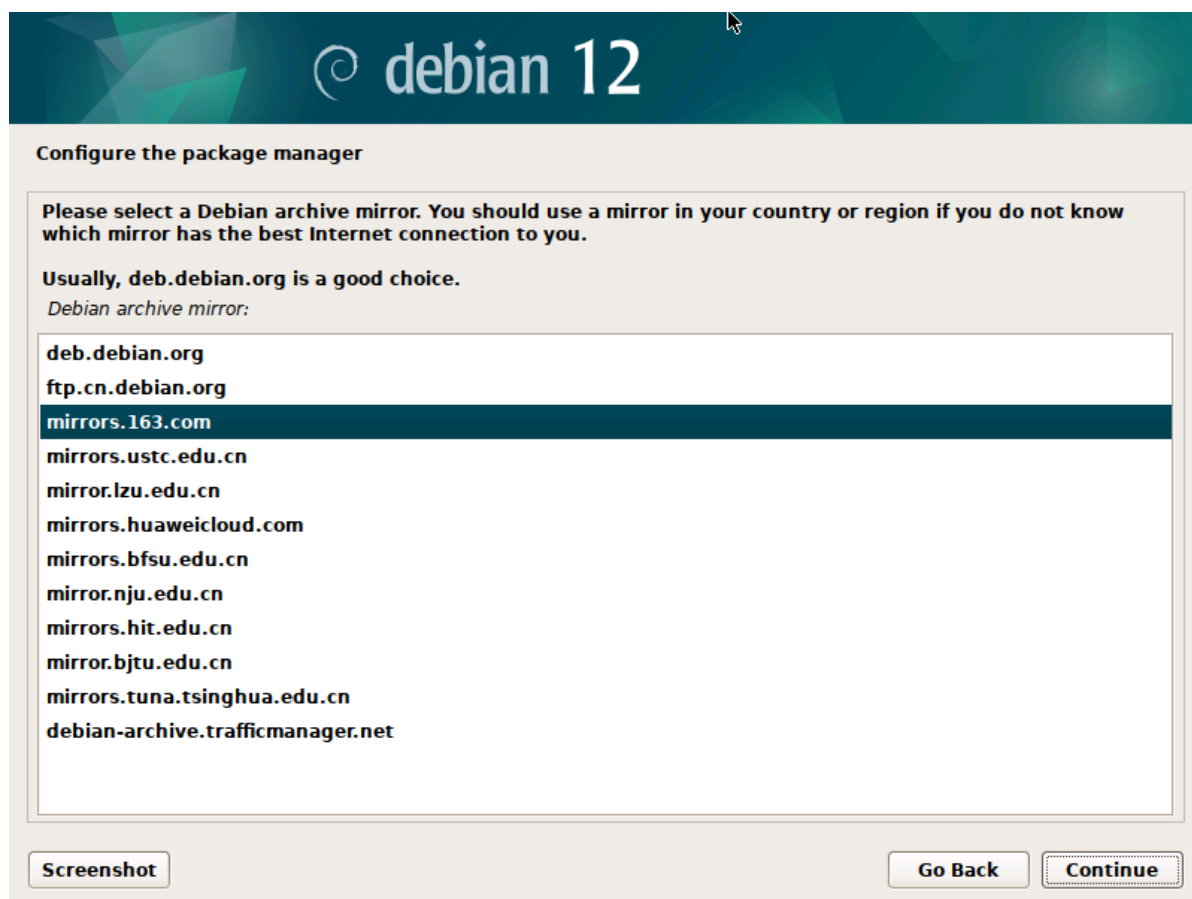 debian 12
Configure the package manager
Please select a Debian archive mirror. You should use a mirror in your country or region if you do not know
which mirror has the best Internet connection to you.
Usually, deb.debian.org is a good choice.
Debian archive mirror:
deb.debian.org
ftp.cn.debian.org
mirrors.163.com
mirrors.ustc.edu.cn
mirror.lzu.edu.cn
mirrors.huaweicloud.com
mirrors.bfsu.edu.cn
mirror.nju.edu.cn
mirrors.hit.edu.cn
mirror.bjtu.edu.cn
mirrors.tuna.tsinghua.edu.cn
debian-archive.trafficmanager.net
Screenshot Go Back Continue